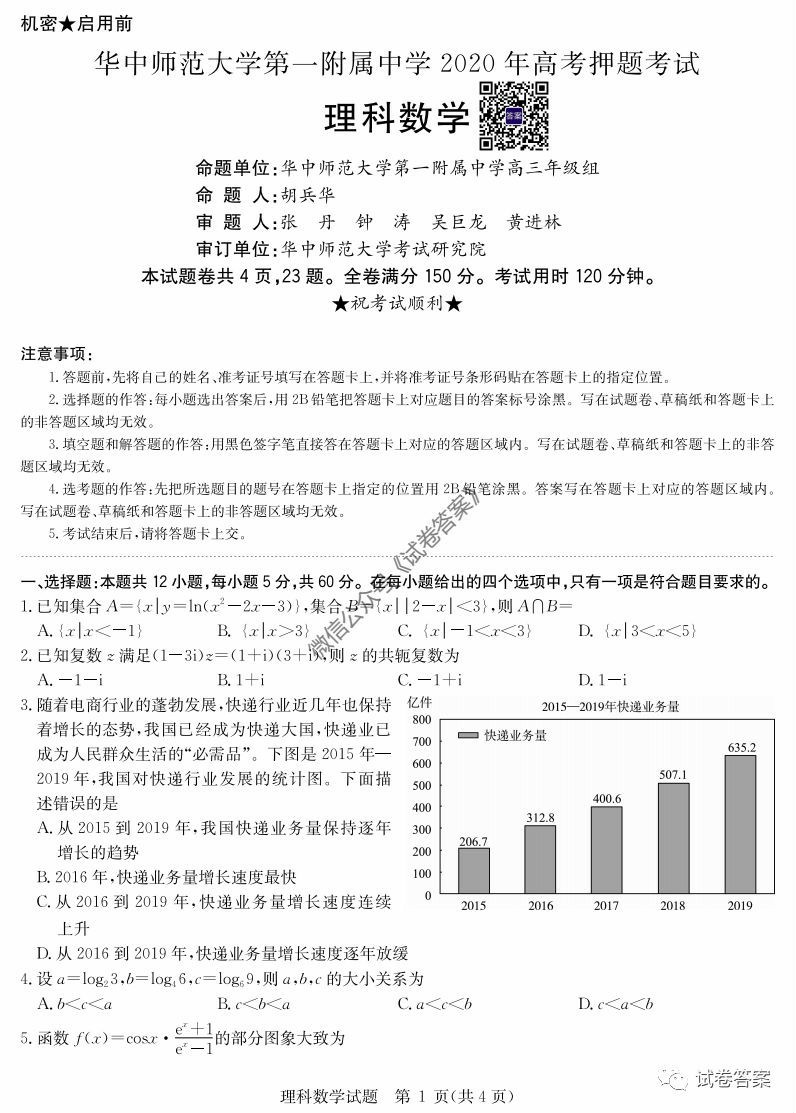 机密★启用前
华中师范大学第一附属中学 2020 年高考押题考试
理科数学
答案
命题单位:华中师范大学第一附属中学高三年级组
命 题 人:胡兵华
审 题 人:张 丹 钟 涛 吴巨龙 黄进林
审订单位:华中师范大学考试研究院
本试题卷共 4 页,23 题。全卷满分 150 分。考试用时 120 分钟。
★祝考试顺利★
注意事项:
1.答题前,先将自己的姓名、准考证号填写在答题卡上,并将准考证号条形码贴在答题卡上的指定位置。
2.选择题的作答:每小题选出答案后,用 2B 铅笔把答题卡上对应题目的答案标号涂黑。写在试题卷、草稿纸和答题卡上
的非答题区域均无效。
3.填空题和解答题的作答:用黑色签字笔直接答在答题卡上对应的答题区域内。写在试题卷、草稿纸和答题卡上的非答
题区域均无效。
4.选考题的作答:先把所选题目的题号在答题卡上指定的位置用 2B 铅笔涂黑。答案写在答题卡上对应的答题区域内。
写在试题卷、草稿纸和答题卡上的非答题区域均无效。
5.考试结束后,请将答题卡上交。
微信公众号《试卷答案》
一、选择题:本题共 12 小题,每小题 5 分,共 60 分。在每小题给出的四个选项中,只有一项是符合题目要求的。
1.已知集合 A={x|y=ln(x²-2x-3)},集合 B={x||2-x|<3},则 A∩B=
A.{x|x<-1} B. {x|x>3} C. {x|-1<x<3} D. {x|3<x<5}
2.已知复数 z 满足(1-3i)z=(1+i)(3+i),则 z 的共轭复数为
A.-1-i B.1+i C.-1+i D.1-i
3.随着电商行业的蓬勃发展,快递行业近几年也保持
着增长的态势,我国已经成为快递大国,快递业已
成为人民群众生活的“必需品”。下图是 2015 年—
2019 年,我国对快递行业发展的统计图。下面描
述错误的是
A.从 2015 到 2019 年,我国快递业务量保持逐年
增长的趋势
B.2016 年,快递业务量增长速度最快
C.从 2016 到 2019 年,快递业务量增长速度连续
上升
D.从 2016 到 2019 年,快递业务量增长速度逐年放缓
亿件
2015—2019年快递业务量
快递业务量
800
700
600
500
400
300
200
100
0
206.7
312.8
400.6
507.1
635.2
2015 2016 2017 2018 2019
4.设 a=log₂3,b=log₄6,c=log₆9,则 a,b,c 的大小关系为
A.b<c<a B.c<b<a C.a<c<b D.c<a<b
5.函数 f(x)=cosx·(eˣ+1)/(eˣ-1)的部分图象大致为
试卷答案
理科数学试题 第 1 页(共 4 页)